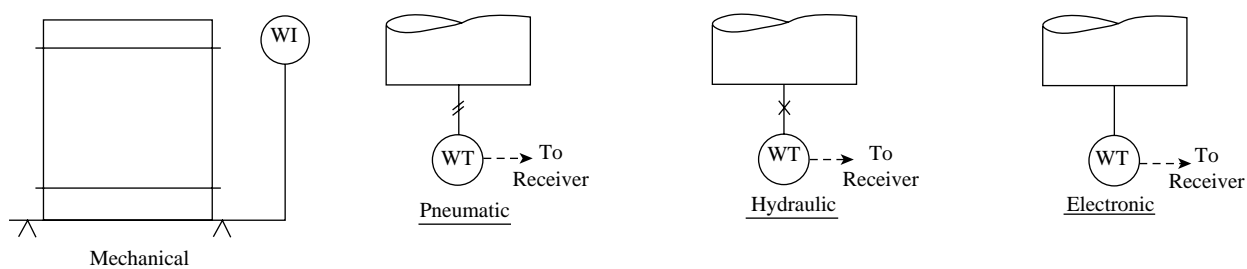 WI
Mechanical
WT
To
Receiver
Pneumatic
WT
To
Receiver
Hydraulic
WT
To
Receiver
Electronic